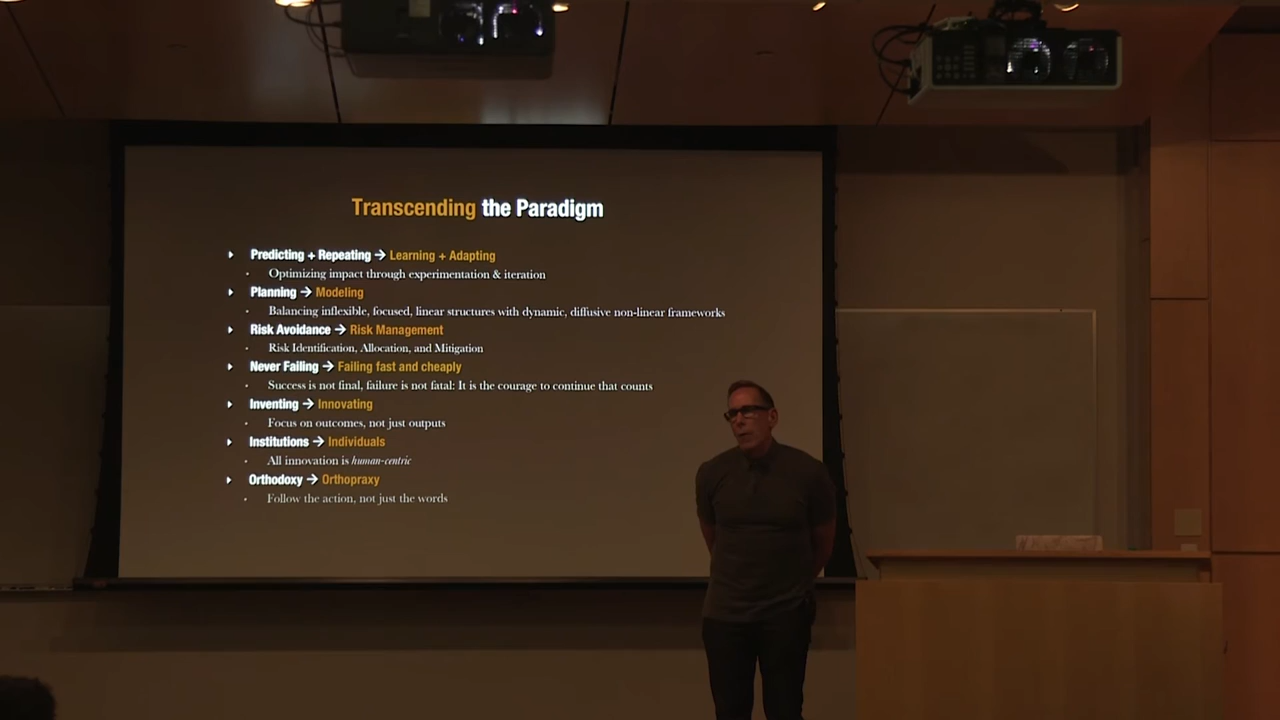 Transcending the Paradigm
Predicting + Repeating → Learning + Adapting
Optimizing impact through experimentation & iteration
Planning → Modeling
Balancing inflexible, focused, linear structures with dynamic, diffusive non-linear frameworks
Risk Avoidance → Risk Management
Risk Identification, Allocation, and Mitigation
Never Failing → Failing fast and cheaply
Success is not final, failure is not fatal: It is the courage to continue that counts
Inventing → Innovating
Focus on outcomes, not just outputs
Institutions → Individuals
All innovation is human-centric
Orthodoxy → Orthopraxy
Follow the action, not just the words